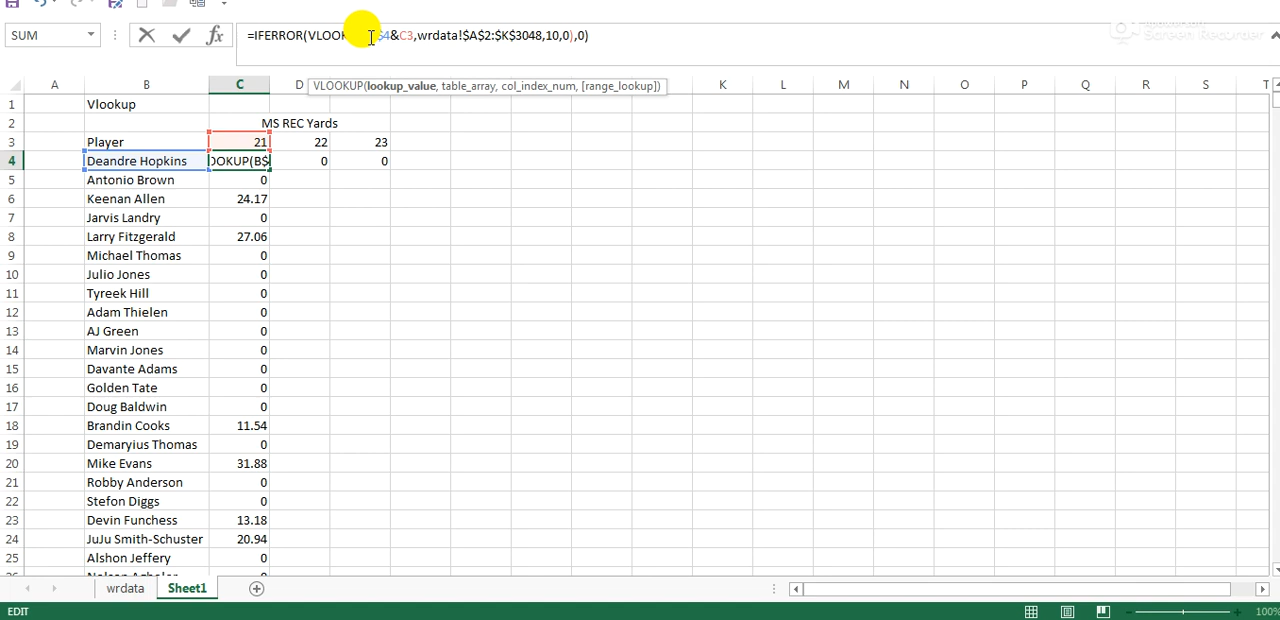 SUM
=IFERROR(VLOOK $4&C3,wrdata!$A$2:$K$3048,10,0),0)
Screen Recorder
VLOOKUP(lookup_value, table_array, col_index_num, [range_lookup])
A B C D K L M N O P Q R S T
1 Vlookup
2 MS REC Yards
3 Player 21 22 23
4 Deandre Hopkins OOKUP(B$ 0 0
5 Antonio Brown 0
6 Keenan Allen 24.17
7 Jarvis Landry 0
8 Larry Fitzgerald 27.06
9 Michael Thomas 0
10 Julio Jones 0
11 Tyreek Hill 0
12 Adam Thielen 0
13 AJ Green 0
14 Marvin Jones 0
15 Davante Adams 0
16 Golden Tate 0
17 Doug Baldwin 0
18 Brandin Cooks 11.54
19 Demaryius Thomas 0
20 Mike Evans 31.88
21 Robby Anderson 0
22 Stefon Diggs 0
23 Devin Funchess 13.18
24 JuJu Smith-Schuster 20.94
25 Alshon Jeffery 0
wrdata Sheet1
EDIT 100%